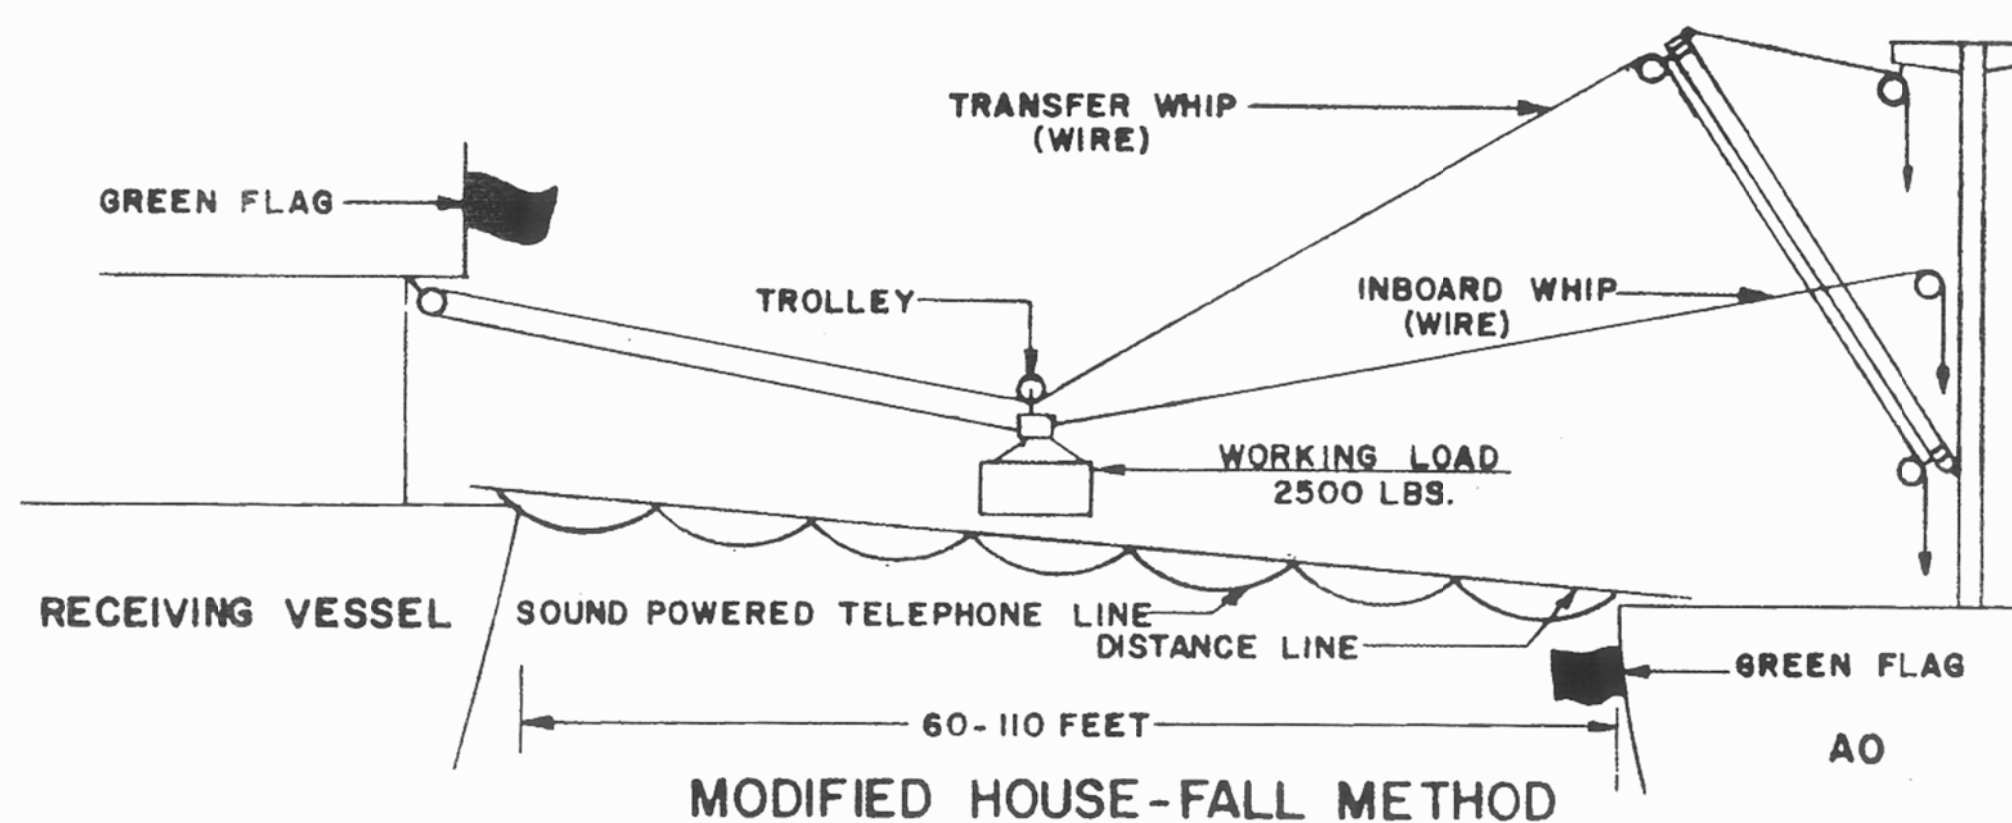 TRANSFER WHIP
(WIRE)
GREEN FLAG
TROLLEY
INBOARD WHIP
(WIRE)
WORKING LOAD
2500 LBS.
RECEIVING VESSEL
SOUND POWERED TELEPHONE LINE
DISTANCE LINE
GREEN FLAG
60-110 FEET
AO
MODIFIED HOUSE-FALL METHOD